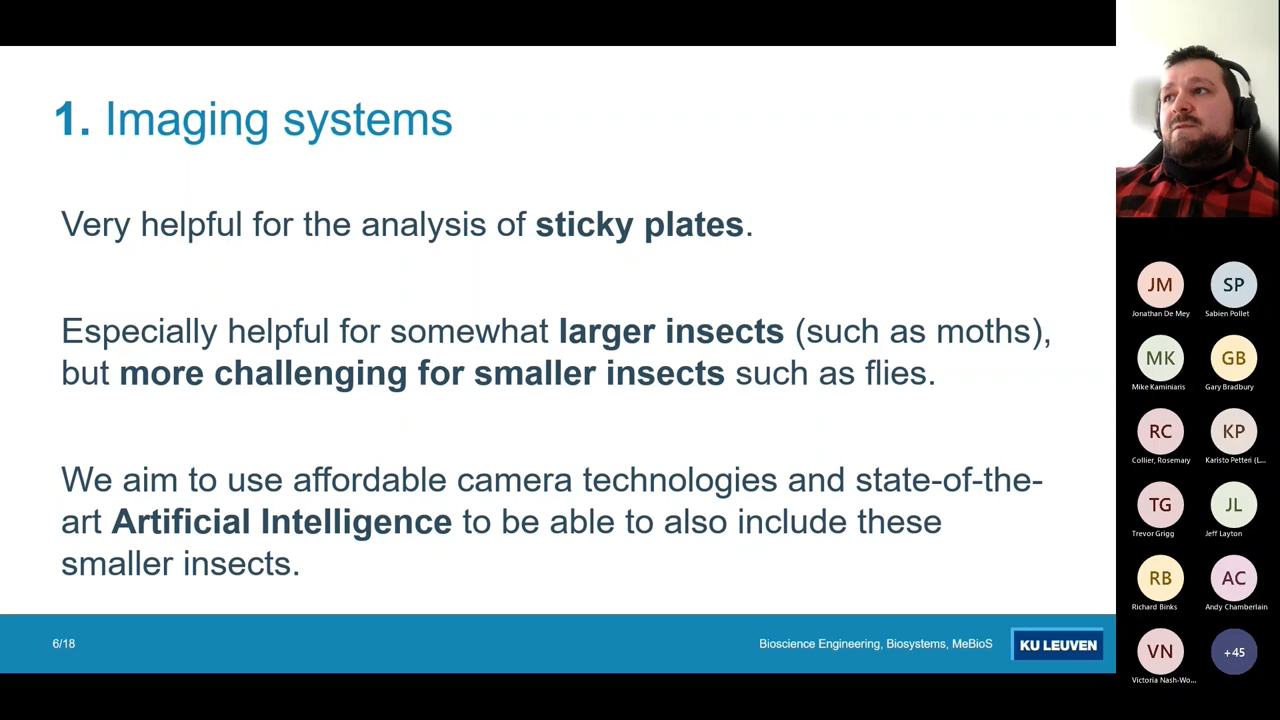 1. Imaging systems
Very helpful for the analysis of sticky plates.
Especially helpful for somewhat larger insects (such as moths),
but more challenging for smaller insects such as flies.
We aim to use affordable camera technologies and state-of-the-
art Artificial Intelligence to be able to also include these
smaller insects.
6/18
Bioscience Engineering, Biosystems, MeBioS
KU LEUVEN
JM
SP
Jonathan De Mey
Sabien Pollet
MK
GB
Mike Kaminiaris
Gary Bradbury
RC
KP
Collier, Rosemary
Karisto Petteri (L...
TG
JL
Trevor Grigg
Jeff Layton
RB
AC
Richard Binks
Andy Chamberlain
VN
+45
Victoria Nash-Wo...